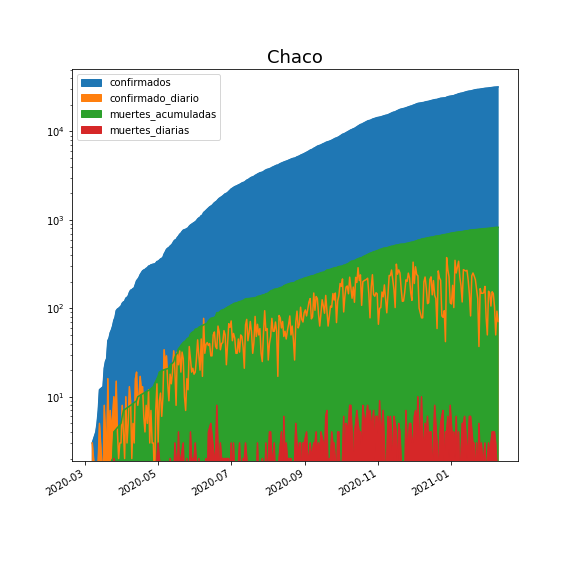 Chaco
confirmados
confirmado_diario
muertes_acumuladas
muertes_diarias
10⁴
10³
10²
10¹
2020-03
2020-05
2020-07
2020-09
2020-11
2021-01